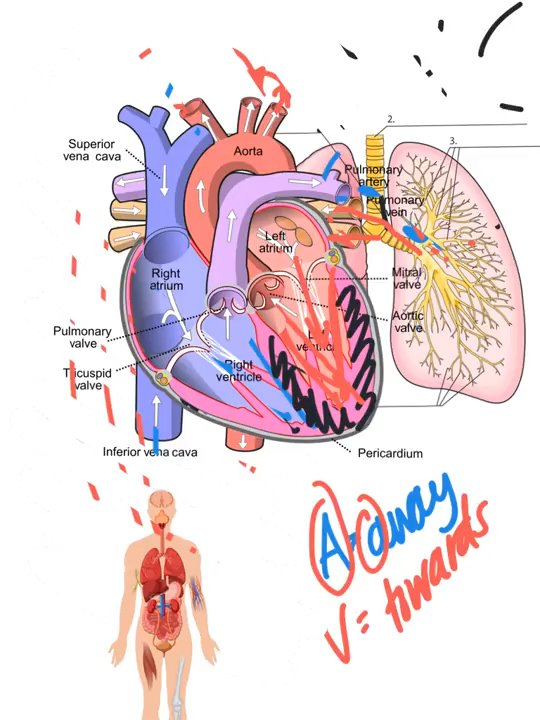 2.
3.
Superior
vena cava
Aorta
Pulmonary
artery
Pulmonary
vein
Left
atrium
Right
atrium
Mitral
valve
Aortic
valve
Pulmonary
valve
Right
ventricle
Tricuspid
valve
Inferior vena cava
Pericardium
A=away
V= towards